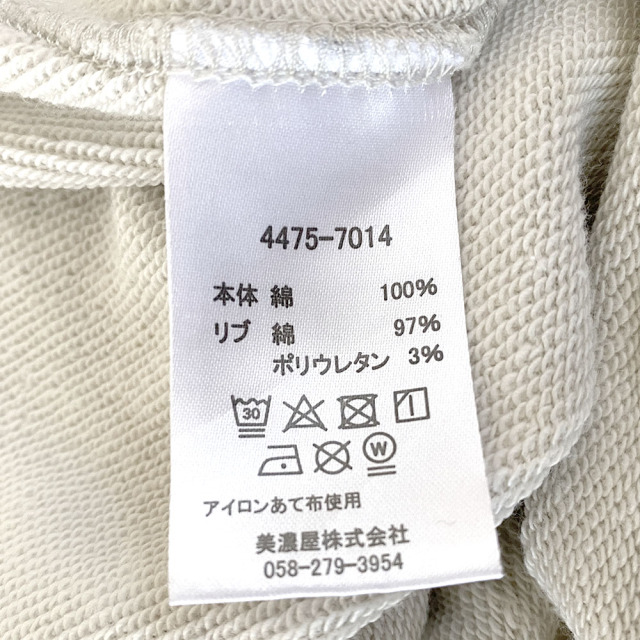 4475-7014
本体 綿 100%
リブ 綿 97%
ポリウレタン 3%
30
W
アイロンあて布使用
美濃屋株式会社
058-279-3954